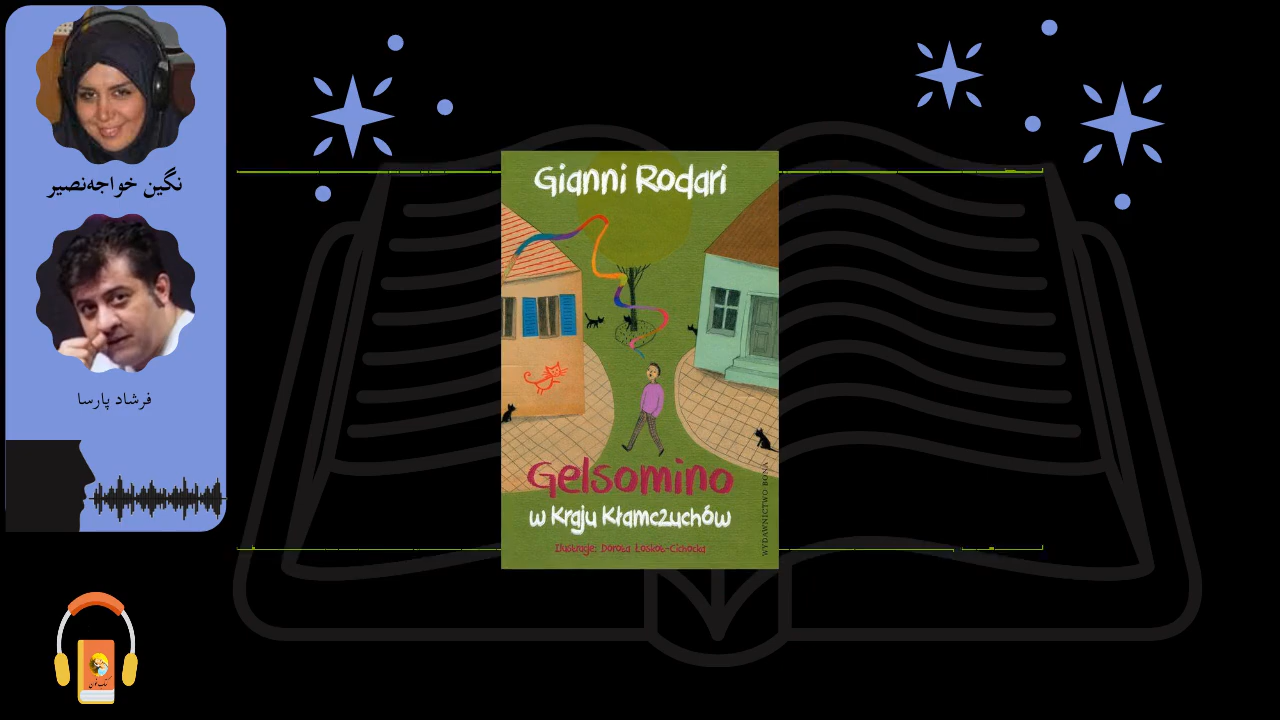 نگین خواجه‌نصیر
فرشاد پارسا
Gianni Rodari
Gelsomino
w Kraju Kłamczuchów
Ilustracje: Dorota Łoskot-Cichocka
WYDAWNICTWO BONA